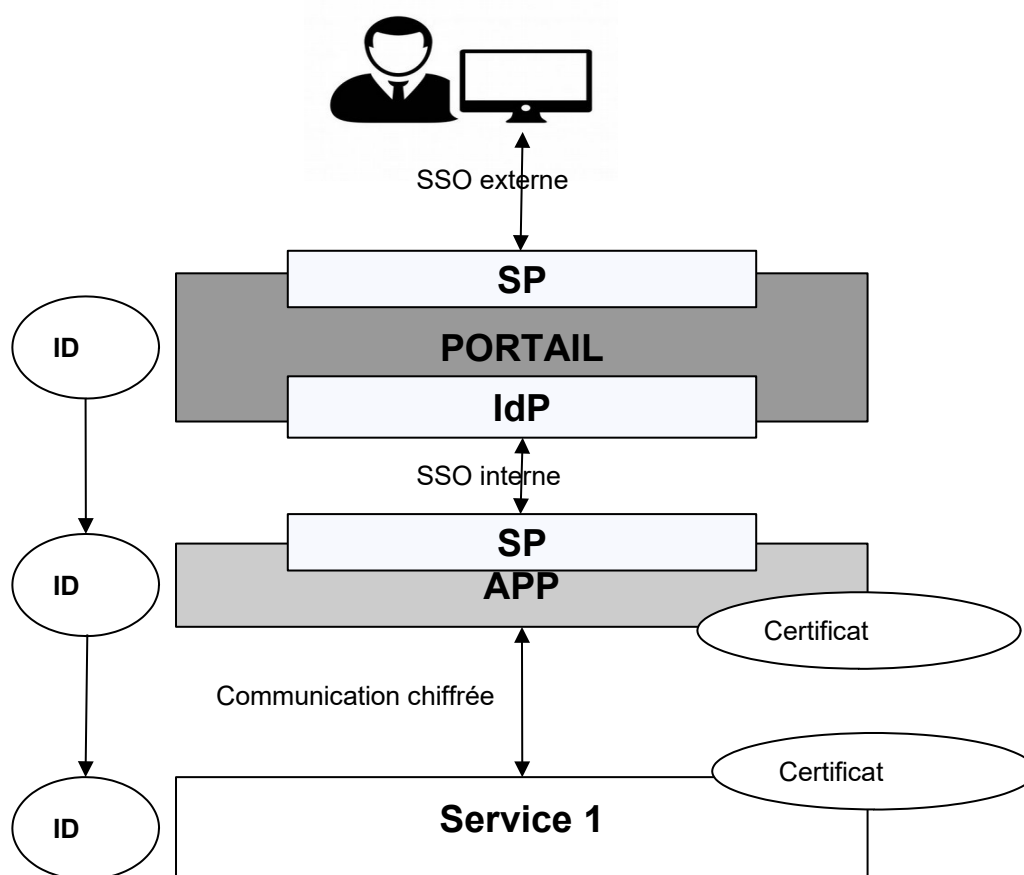 SSO externe
SP
PORTAIL
ID
IdP
SSO interne
SP
ID
APP
Certificat
Communication chiffrée
Certificat
Service 1
ID